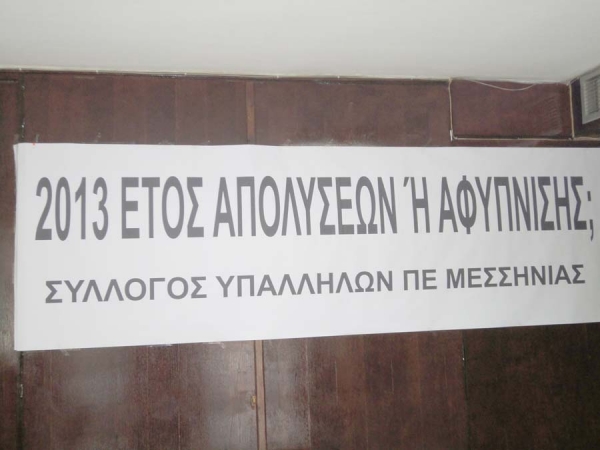 2013 ΕΤΟΣ ΑΠΟΛΥΣΕΩΝ Ή ΑΦΥΠΝΙΣΗΣ;
ΣΥΛΛΟΓΟΣ ΥΠΑΛΛΗΛΩΝ ΠΕ ΜΕΣΣΗΝΙΑΣ